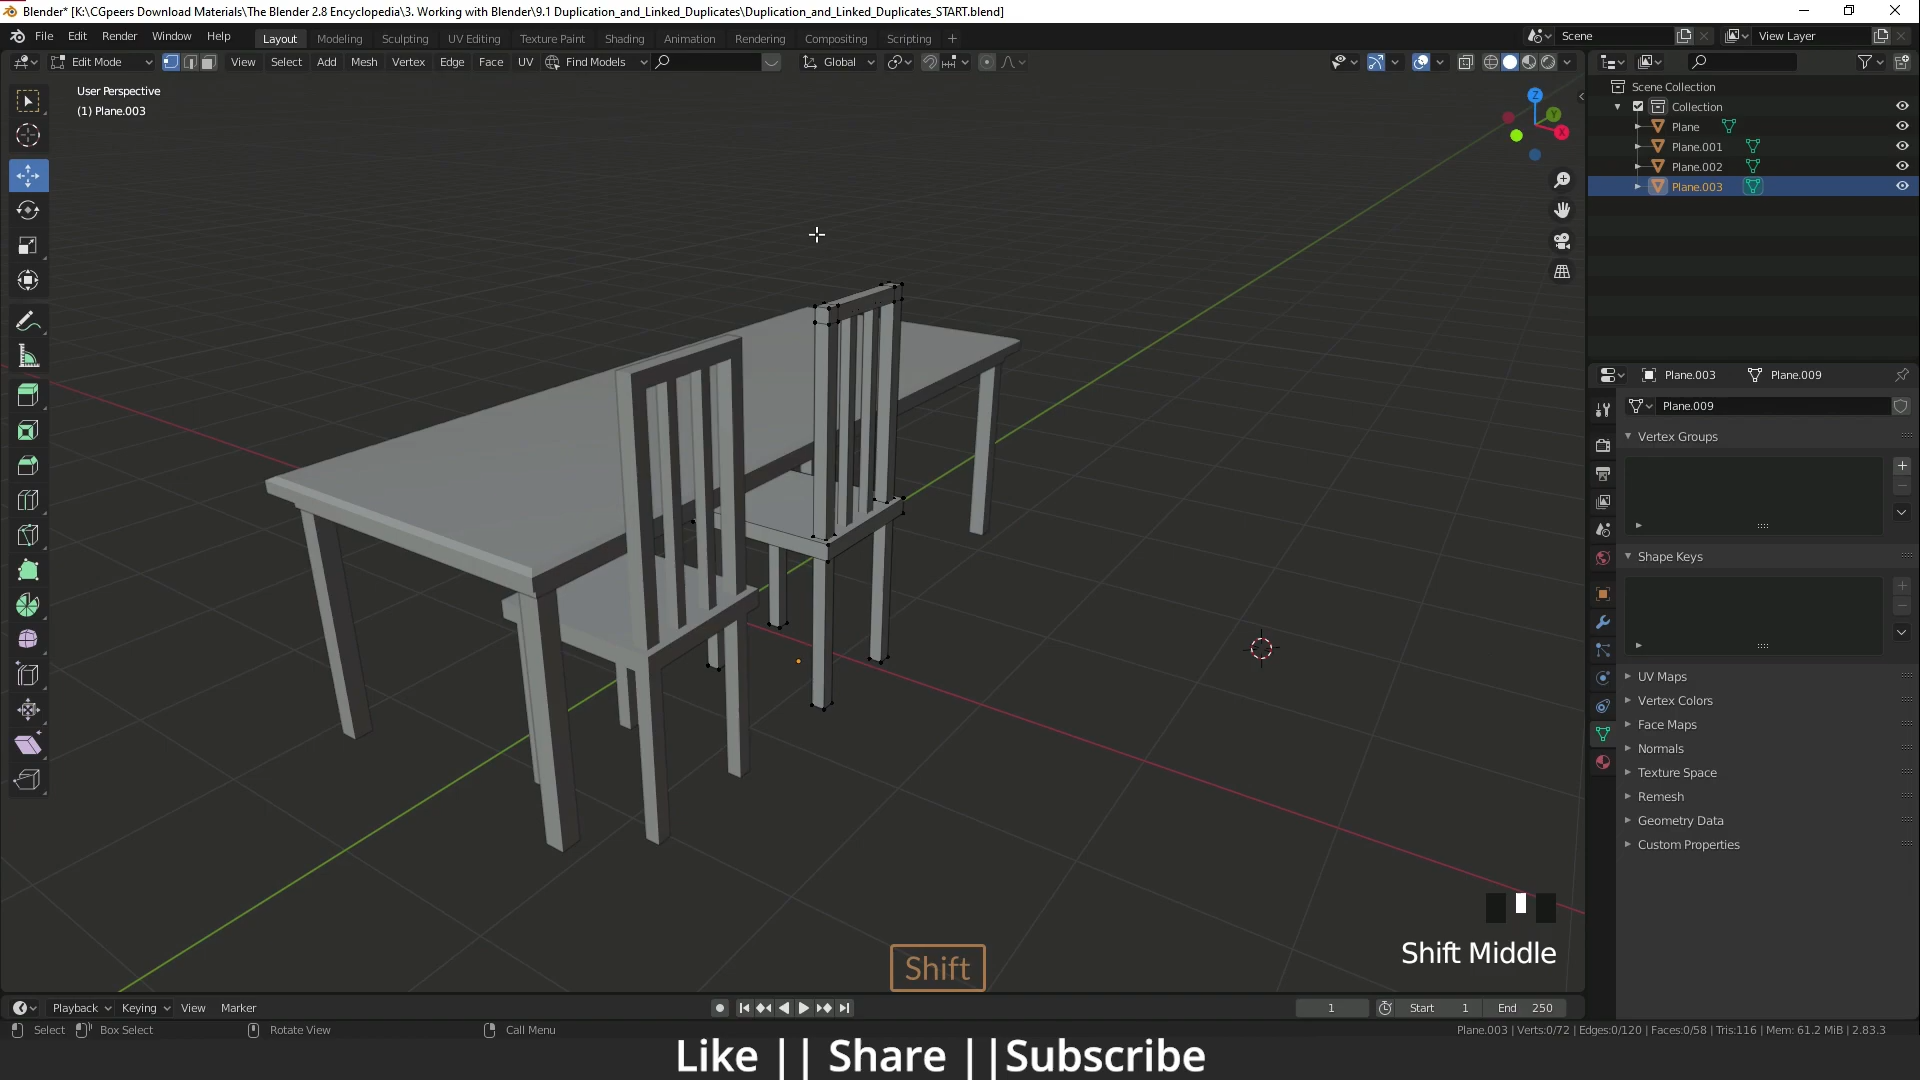 Blender* [K:\CGpeers Download Materials\The Blender 2.8 Encyclopedia\3. Working with Blender\9.1 Duplication_and_Linked_Duplicates\Duplication_and_Linked_Duplicates_START.blend]
File Edit Render Window Help Layout Modeling Sculpting UV Editing Texture Paint Shading Animation Rendering Compositing Scripting + Scene View Layer
Edit Mode View Select Add Mesh Vertex Edge Face UV Find Models Global
User Perspective
(1) Plane.003
Z
Y
X
Scene Collection
Collection
Plane
Plane.001
Plane.002
Plane.003
Plane.003 Plane.009
Plane.009
Vertex Groups
Shape Keys
UV Maps
Vertex Colors
Face Maps
Normals
Texture Space
Remesh
Geometry Data
Custom Properties
Shift Middle
Shift
Playback Keying View Marker 1 Start 1 End 250
Select Box Select Rotate View Call Menu Plane.003 | Verts:0/72 | Edges:0/120 | Faces:0/58 | Tris:116 | Mem: 61.2 MiB | 2.83.3
Like || Share ||Subscribe